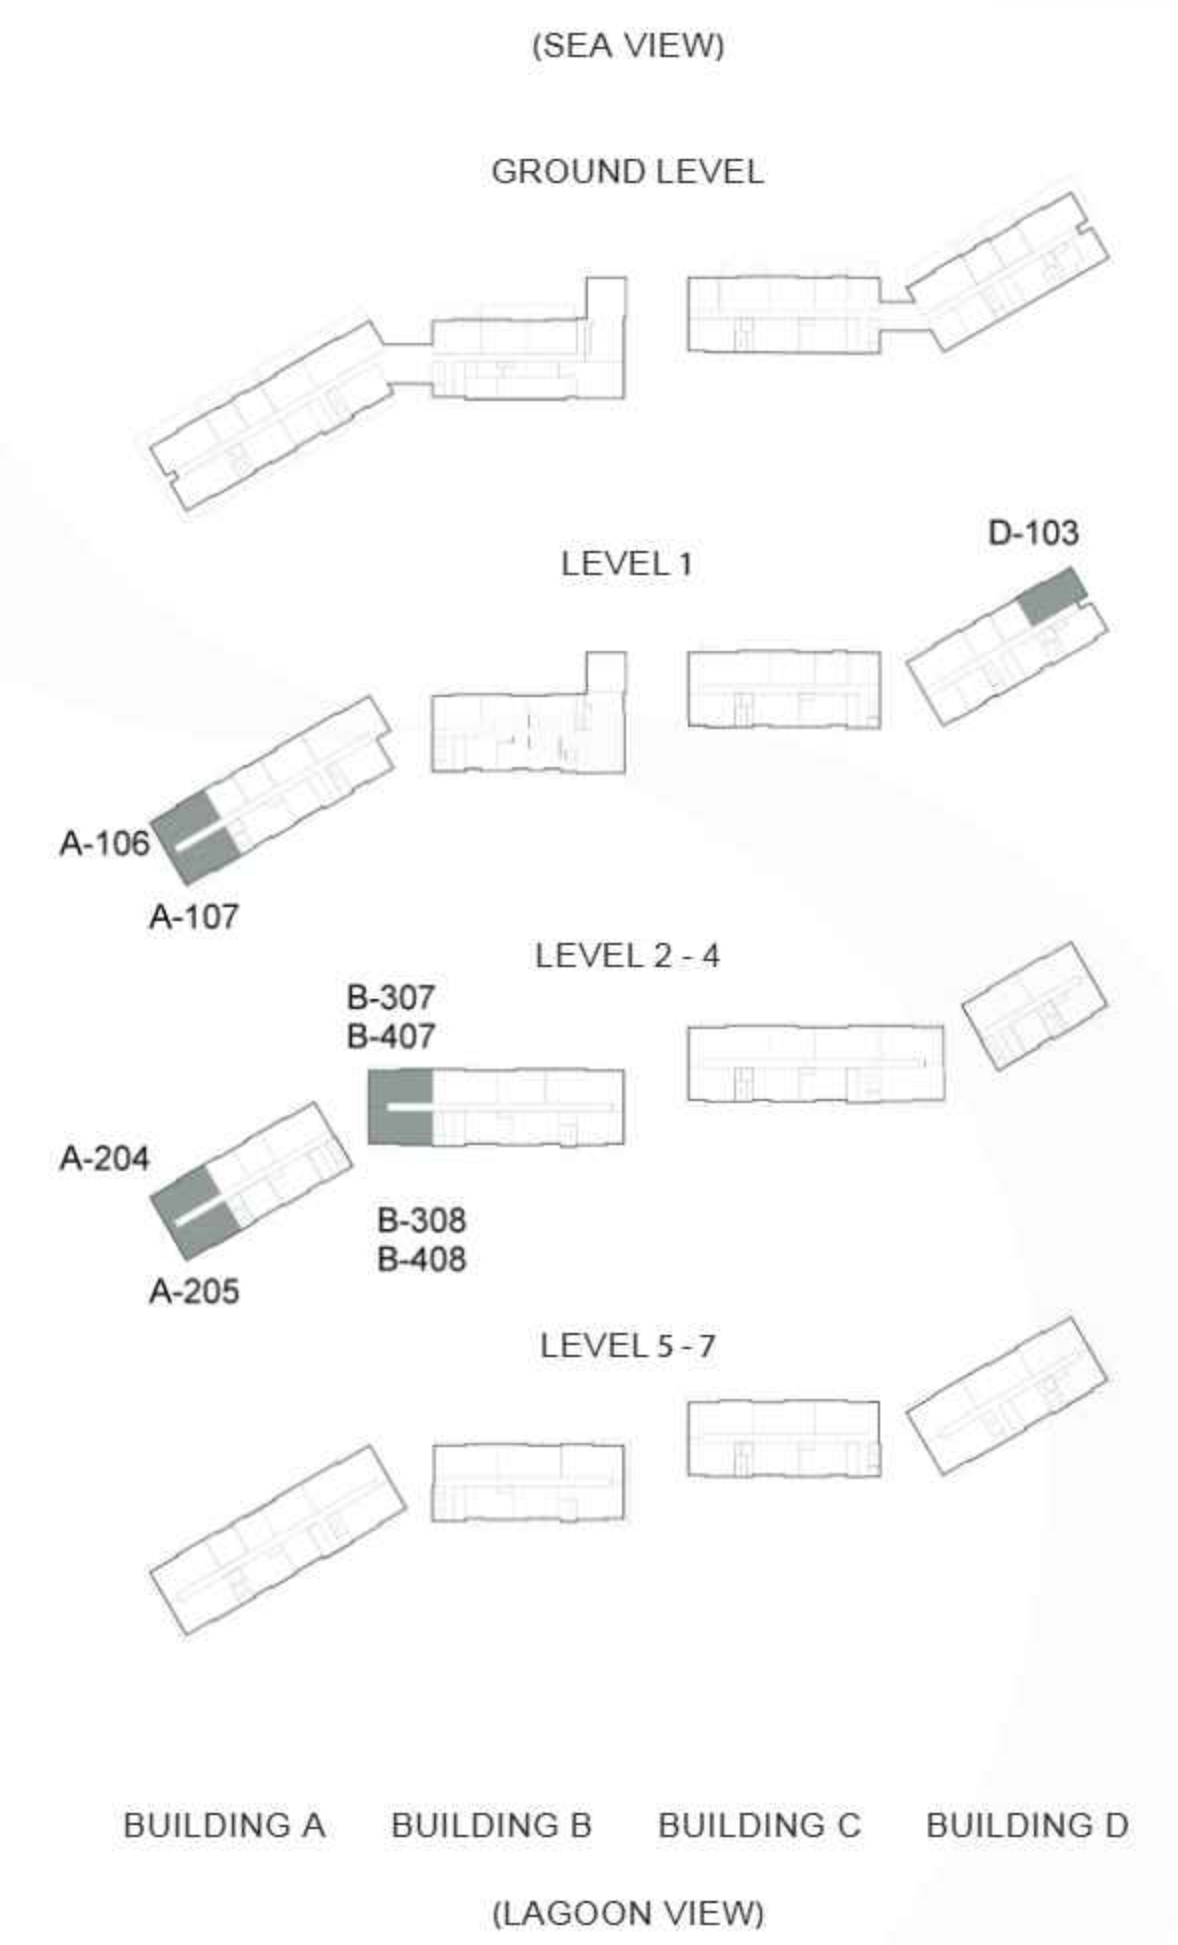 (SEA VIEW)
GROUND LEVEL
D-103
LEVEL 1
A-106
A-107
LEVEL 2 - 4
B-307
B-407
A-204
B-308
B-408
A-205
LEVEL 5 - 7
BUILDING A BUILDING B BUILDING C BUILDING D
(LAGOON VIEW)